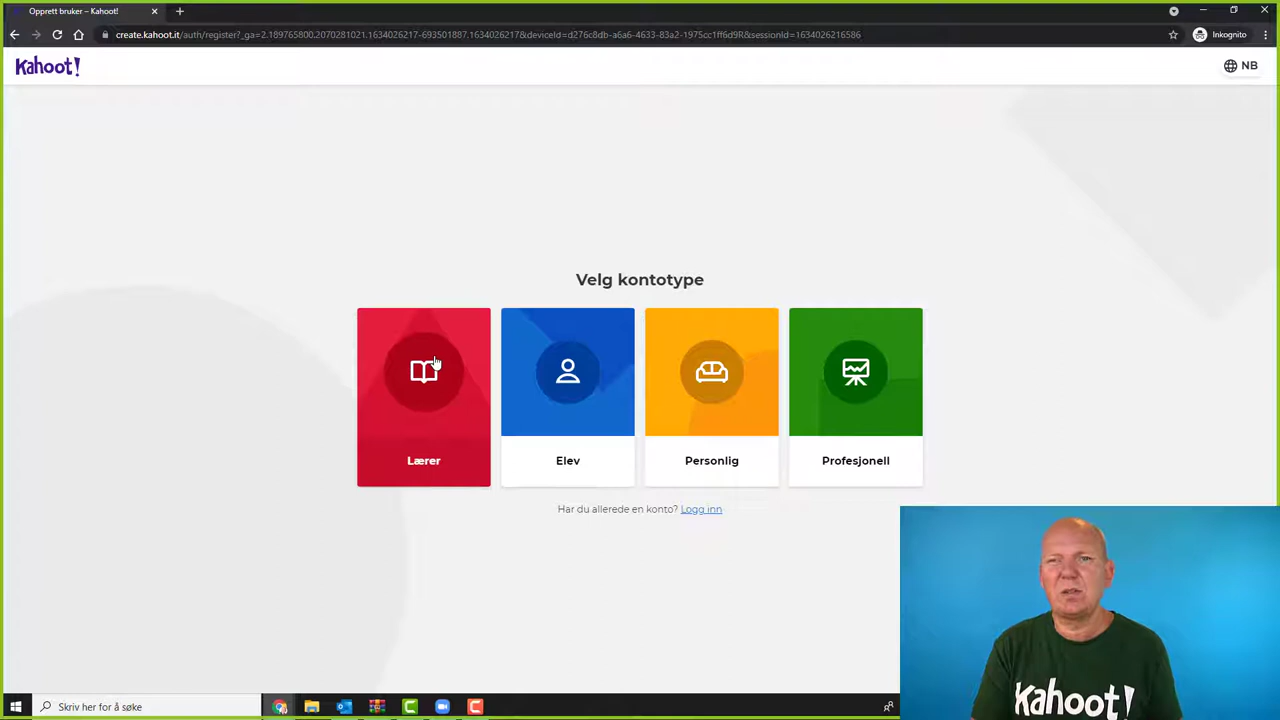 Opprett bruker – Kahoot!
create.kahoot.it/auth/register?_ga=2.189765800.2070281021.1634026217-693501887.1634026217&deviceId=d276c8db-a6a6-4633-83a2-1975cc1ff6d9R&sessionId=1634026216586
Inkognito
Kahoot!
NB
Velg kontotype
Lærer
Elev
Personlig
Profesjonell
Har du allerede en konto? Logg inn
Kahoot!
Skriv her for å søke